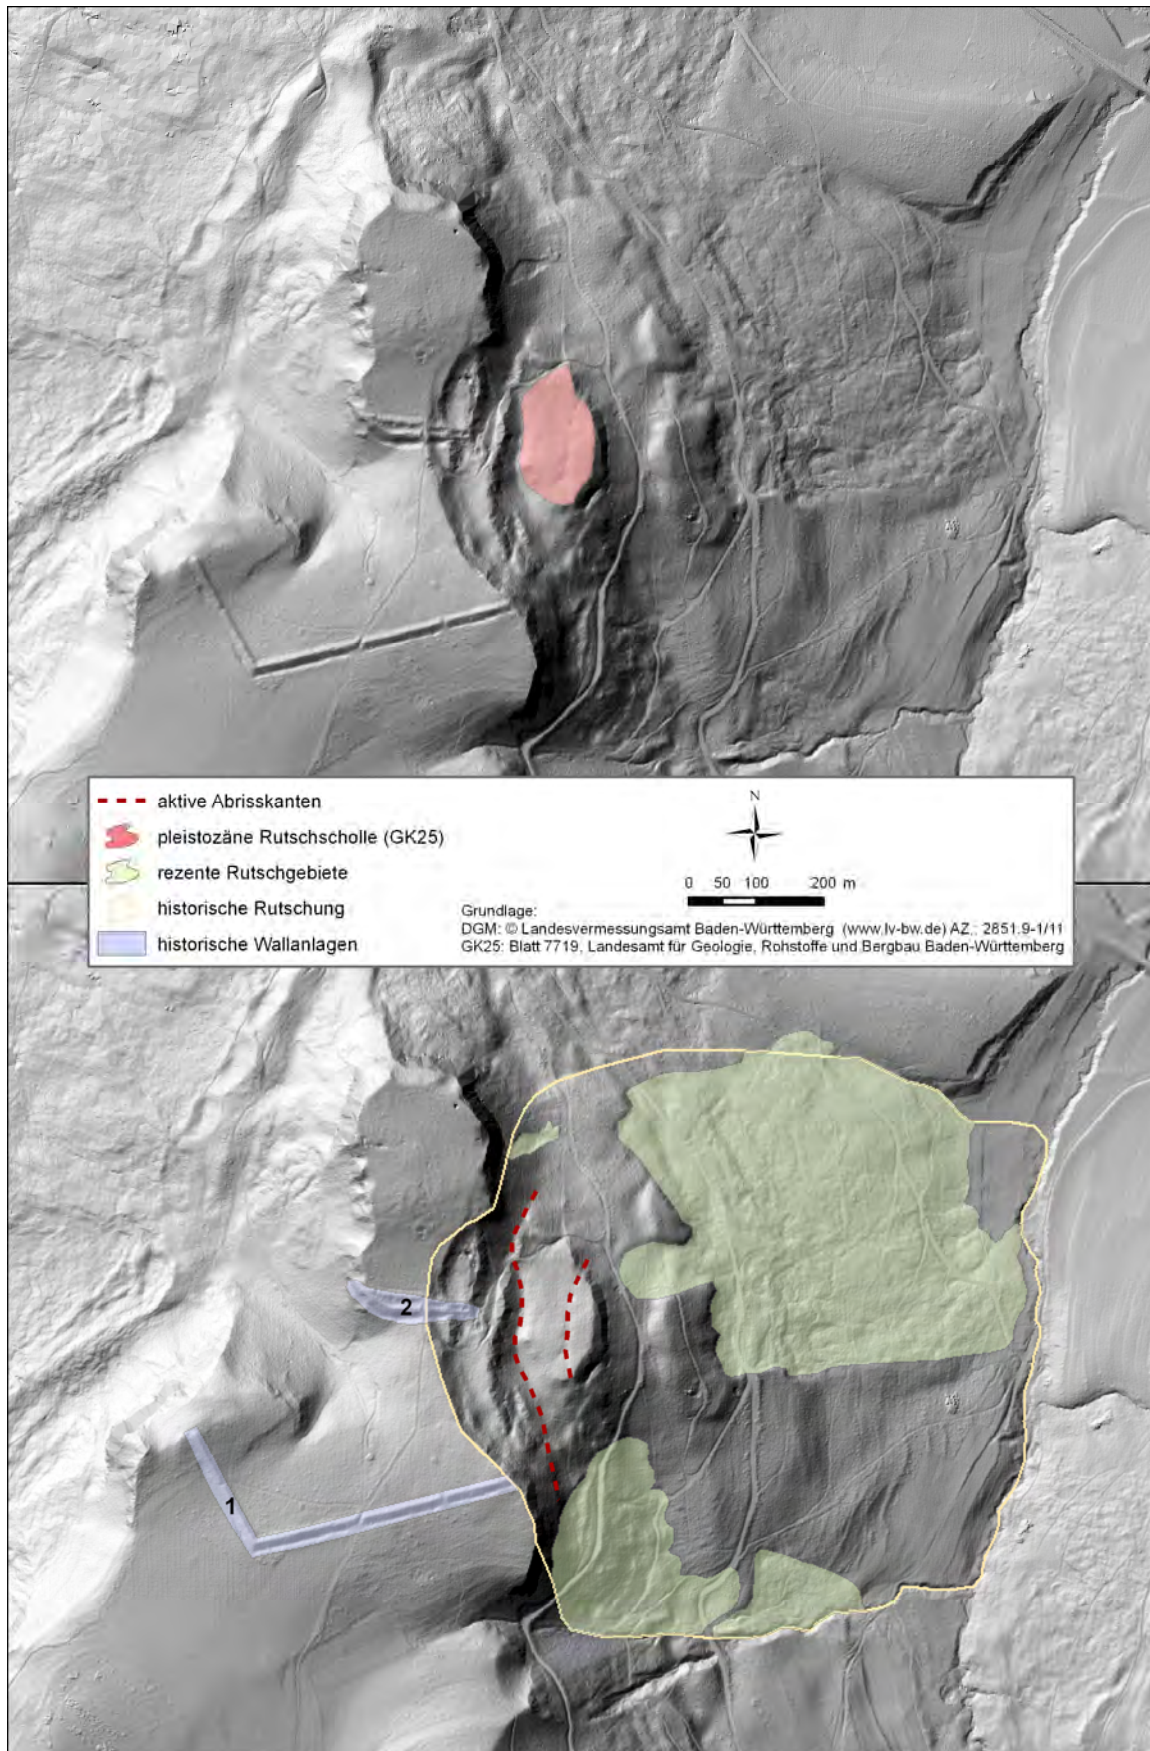 aktive Abrisskanten
pleistozäne Rutschscholle (GK25)
rezente Rutschgebiete
historische Rutschung
historische Wallanlagen
N
0 50 100 200 m
Grundlage:
DGM: © Landesvermessungsamt Baden-Württemberg (www.lv-bw.de) AZ.: 2851.9-1/11
GK25: Blatt 7719, Landesamt für Geologie, Rohstoffe und Bergbau Baden-Württemberg
2
1